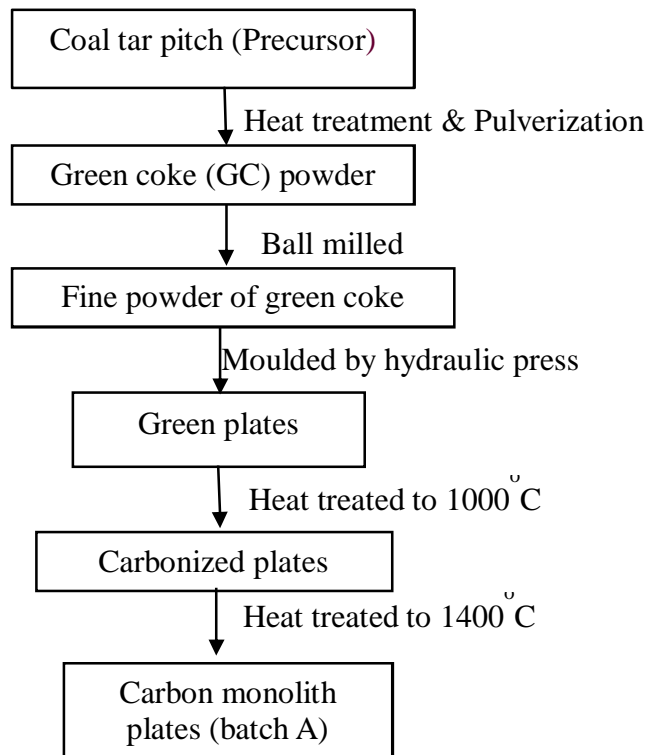 Coal tar pitch (Precursor)
Heat treatment & Pulverization
Green coke (GC) powder
Ball milled
Fine powder of green coke
Moulded by hydraulic press
Green plates
Heat treated to 1000°C
Carbonized plates
Heat treated to 1400°C
Carbon monolith
plates (batch A)